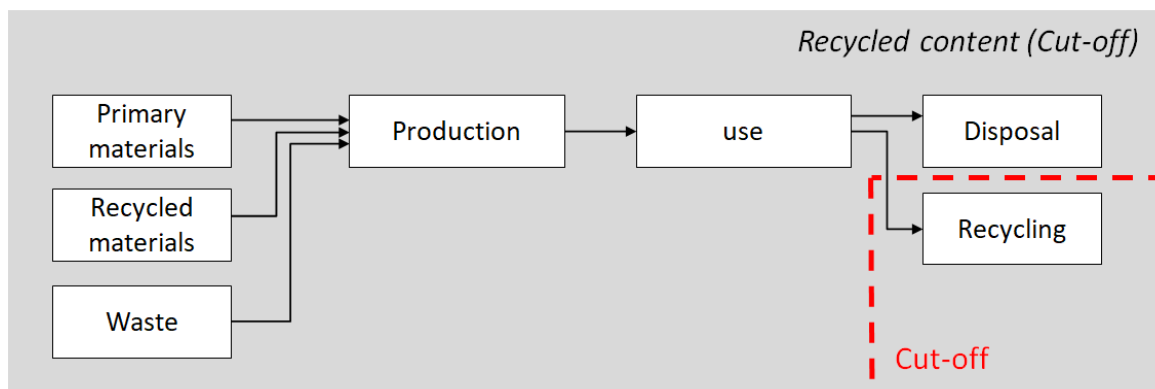 Recycled content (Cut-off)
Primary
materials
Production
use
Disposal
Recycled
materials
Recycling
Waste
Cut-off